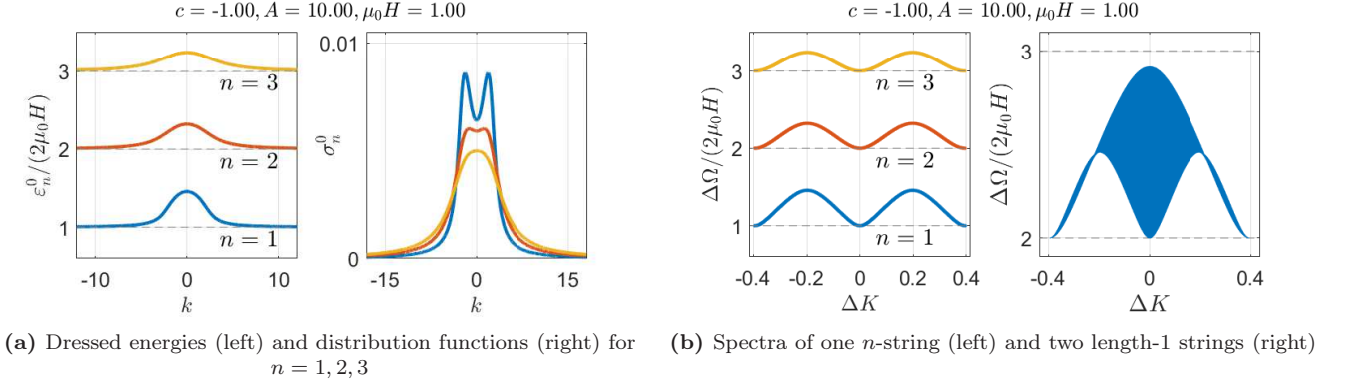 c = -1.00, A = 10.00, μ₀H = 1.00
ε⁰ₙ/(2μ₀H)
3
2
1
n = 3
n = 2
n = 1
-10
0
10
k
σ⁰ₙ
0.01
0
-15
0
15
k
(a) Dressed energies (left) and distribution functions (right) for
n = 1, 2, 3
c = -1.00, A = 10.00, μ₀H = 1.00
ΔΩ/(2μ₀H)
3
2
1
n = 3
n = 2
n = 1
-0.4
-0.2
0
0.2
0.4
ΔK
ΔΩ/(2μ₀H)
3
2
-0.4
0
0.4
ΔK
(b) Spectra of one n-string (left) and two length-1 strings (right)